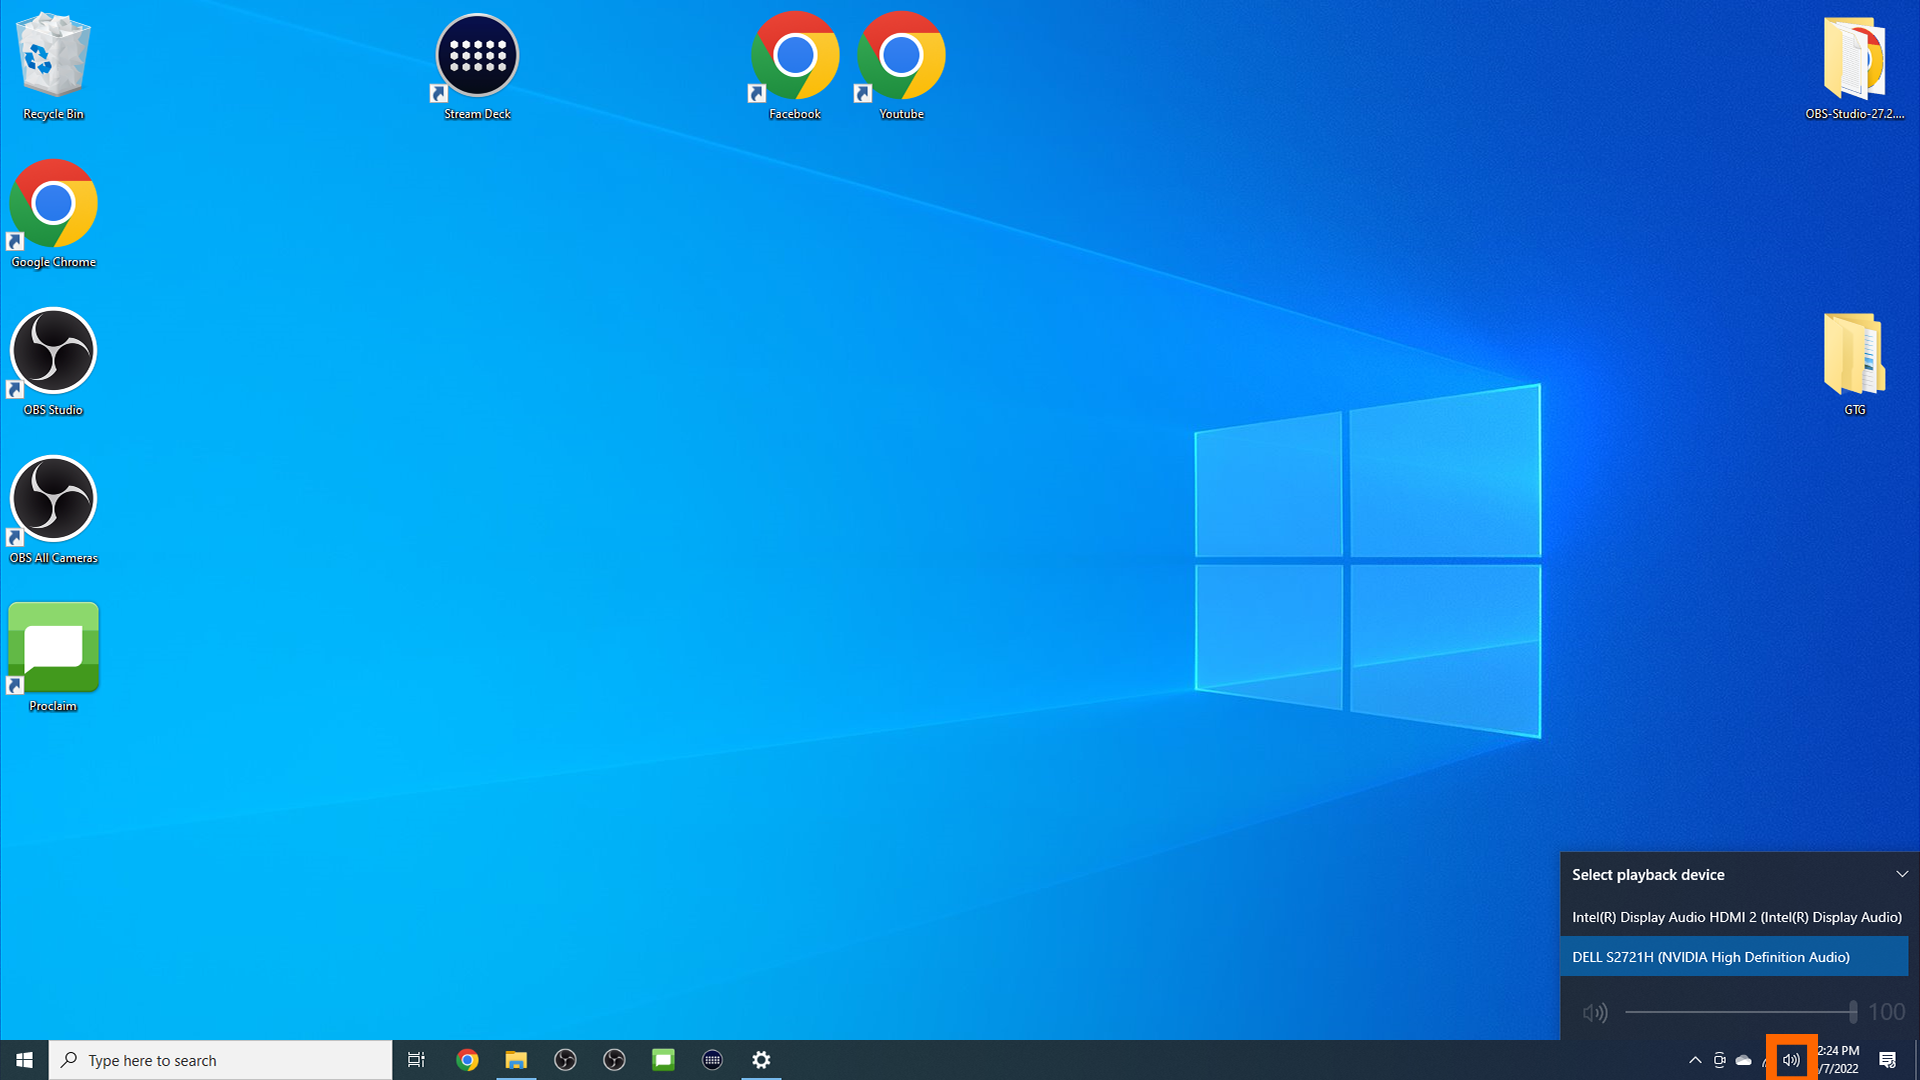 Recycle Bin
Stream Deck
Facebook
Youtube
OBS-Studio-27.2....
Google Chrome
OBS Studio
GTG
OBS All Cameras
Proclaim
Select playback device
Intel(R) Display Audio HDMI 2 (Intel(R) Display Audio)
DELL S2721H (NVIDIA High Definition Audio)
100
Type here to search
2:24 PM
/7/2022